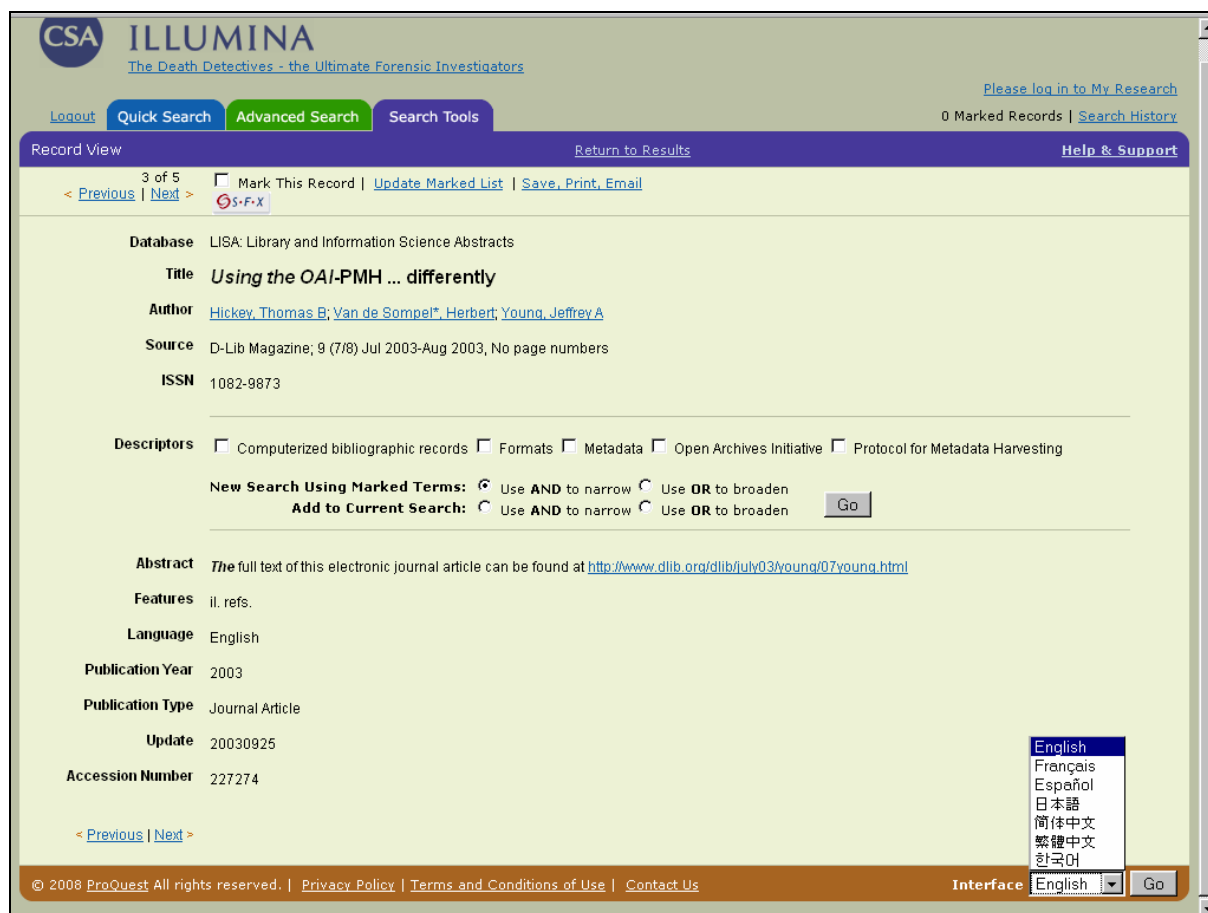 CSA ILLUMINA
The Death Detectives - the Ultimate Forensic Investigators
Please log in to My Research
Logout Quick Search Advanced Search Search Tools 0 Marked Records | Search History
Record View Return to Results Help & Support
3 of 5 Mark This Record | Update Marked List | Save, Print, Email
< Previous | Next >
S·F·X
Database LISA: Library and Information Science Abstracts
Title Using the OAI-PMH ... differently
Author Hickey, Thomas B; Van de Sompel*, Herbert; Young, Jeffrey A
Source D-Lib Magazine; 9 (7/8) Jul 2003-Aug 2003, No page numbers
ISSN 1082-9873
Descriptors Computerized bibliographic records Formats Metadata Open Archives Initiative Protocol for Metadata Harvesting
New Search Using Marked Terms: Use AND to narrow Use OR to broaden
Add to Current Search: Use AND to narrow Use OR to broaden Go
Abstract The full text of this electronic journal article can be found at http://www.dlib.org/dlib/july03/young/07young.html
Features il. refs.
Language English
Publication Year 2003
Publication Type Journal Article
Update 20030925
Accession Number 227274
English
Français
Español
日本語
简体中文
繁體中文
한국어
< Previous | Next >
© 2008 ProQuest All rights reserved. | Privacy Policy | Terms and Conditions of Use | Contact Us Interface English Go